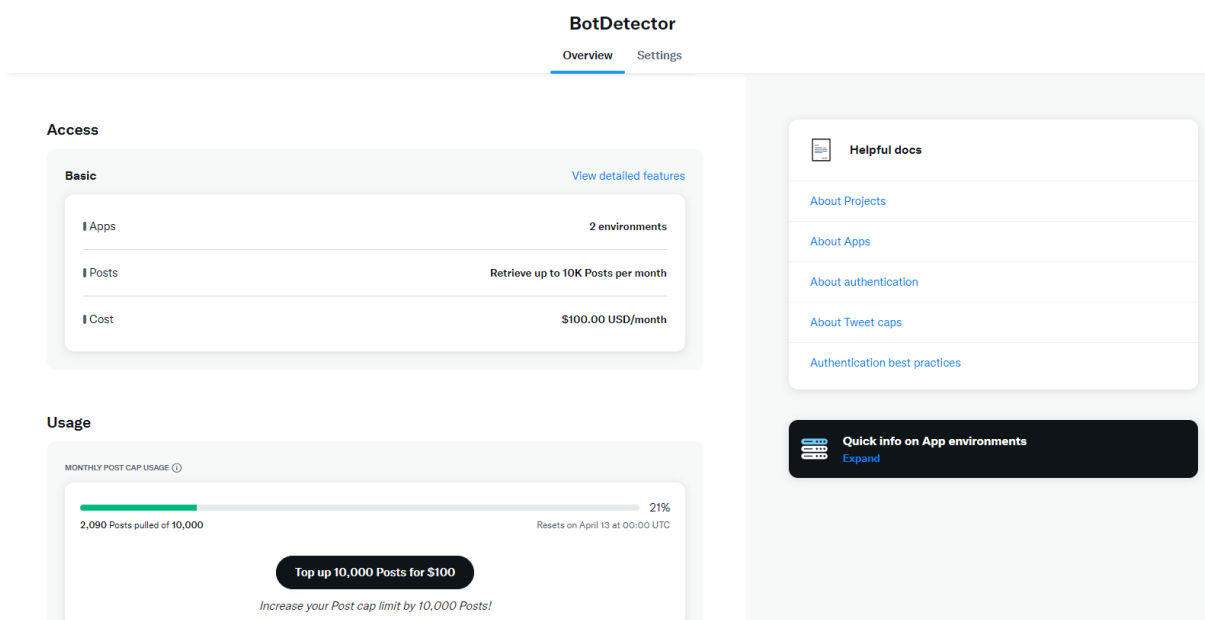 BotDetector
Overview Settings
Access
Basic View detailed features
Apps 2 environments
Posts Retrieve up to 10K Posts per month
Cost $100.00 USD/month
Usage
MONTHLY POST CAP USAGE
21%
2,090 Posts pulled of 10,000 Resets on April 13 at 00:00 UTC
Top up 10,000 Posts for $100
Increase your Post cap limit by 10,000 Posts!
Helpful docs
About Projects
About Apps
About authentication
About Tweet caps
Authentication best practices
Quick info on App environments
Expand